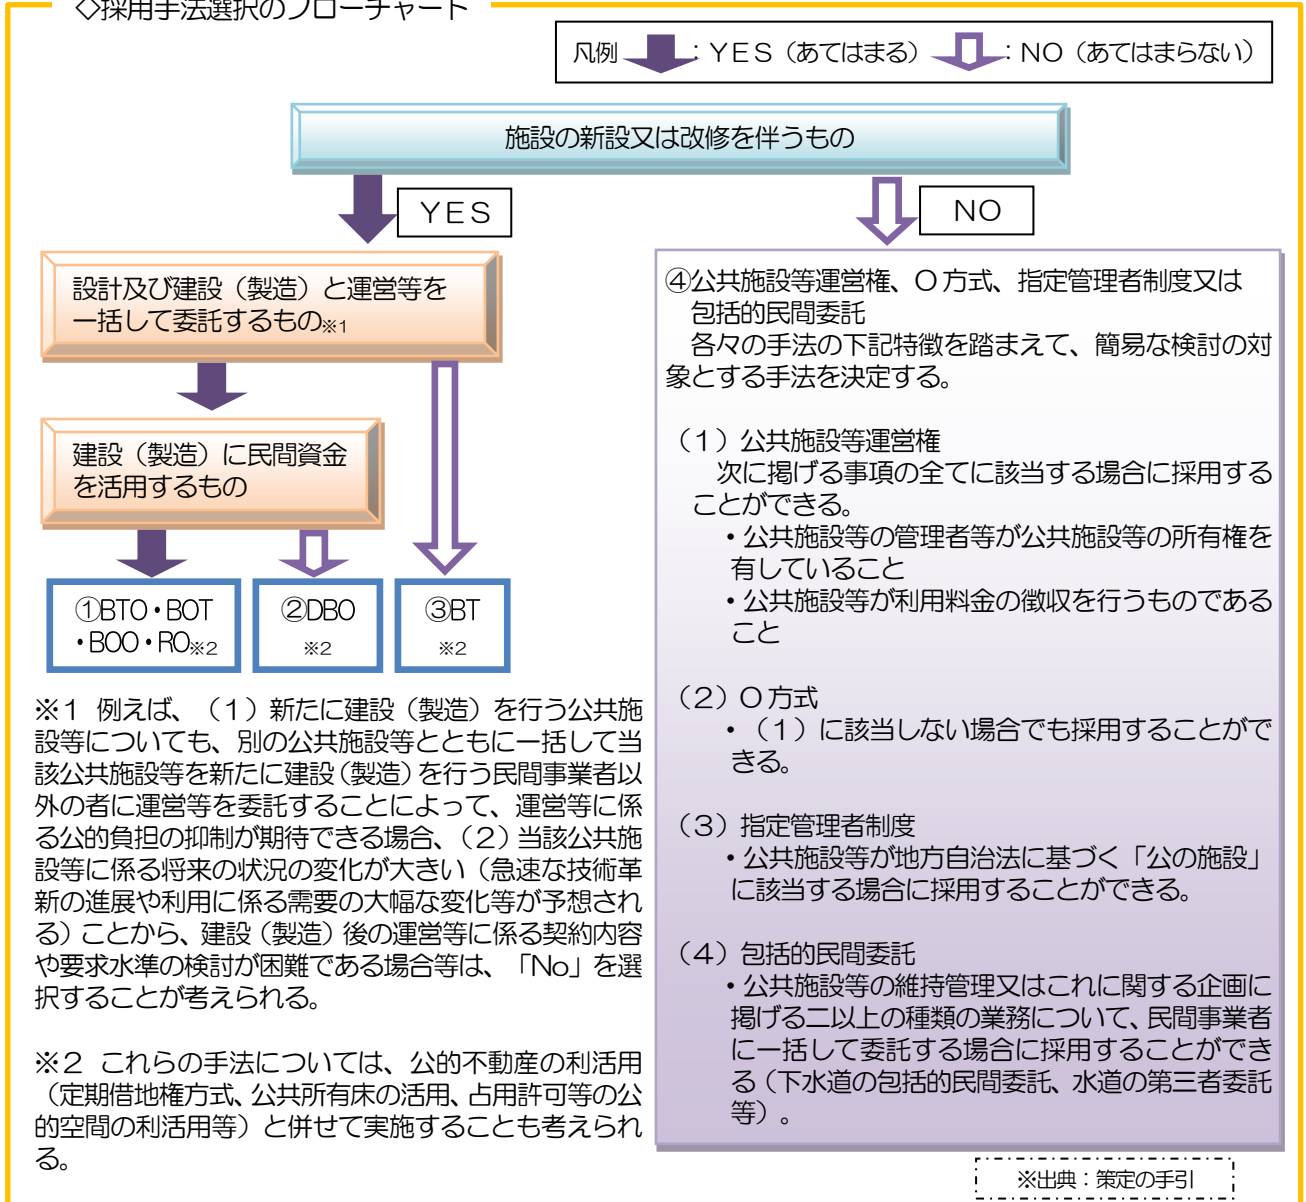 ◇採用手法選択のフローチャート
凡例 : YES（あてはまる） : NO（あてはまらない）
施設の新設又は改修を伴うもの
YES
NO
設計及び建設（製造）と運営等を
一括して委託するもの※1
建設（製造）に民間資金
を活用するもの
①BTO・BOT
・BOO・RO※2
②DBO
※2
③BT
※2
※1 例えば、（1）新たに建設（製造）を行う公共施
設等についても、別の公共施設等とともに一括して当
該公共施設等を新たに建設（製造）を行う民間事業者以
外の者に運営等を委託することによって、運営等に係
る公的負担の抑制が期待できる場合、（2）当該公共施
設等に係る将来の状況の変化が大きい（急速な技術革
新の進展や利用に係る需要の大幅な変化等が予想され
る）ことから、建設（製造）後の運営等に係る契約内容
や要求水準の検討が困難である場合等は、「No」を選
択することが考えられる。
※2 これらの手法については、公的不動産の利活用
（定期借地権方式、公共所有床の活用、占用許可等の公
的空間の利活用等）と併せて実施することも考えられ
る。
④公共施設等運営権、O方式、指定管理者制度又は
包括的民間委託
各々の手法の下記特徴を踏まえて、簡易な検討の対
象とする手法を決定する。
（1）公共施設等運営権
次に掲げる事項の全てに該当する場合に採用する
ことができる。
・公共施設等の管理者等が公共施設等の所有権を
有していること
・公共施設等が利用料金の徴収を行うものである
こと
（2）O方式
・（1）に該当しない場合でも採用することがで
きる。
（3）指定管理者制度
・公共施設等が地方自治法に基づく「公の施設」
に該当する場合に採用することができる。
（4）包括的民間委託
・公共施設等の維持管理又はこれに関する企画に
掲げる二以上の種類の業務について、民間事業者
に一括して委託する場合に採用することができ
る（下水道の包括的民間委託、水道の第三者委託
等）。
※出典：策定の手引